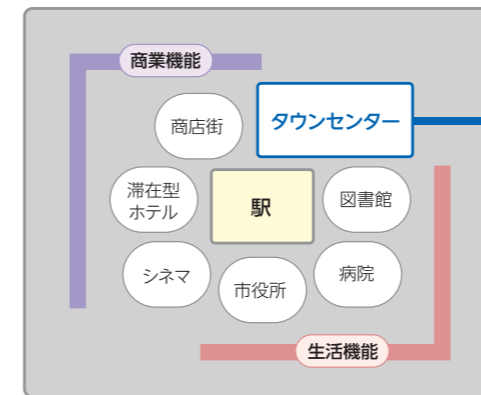 商業機能
商店街
タウンセンター
滞在型
ホテル
駅
図書館
シネマ
市役所
病院
生活機能